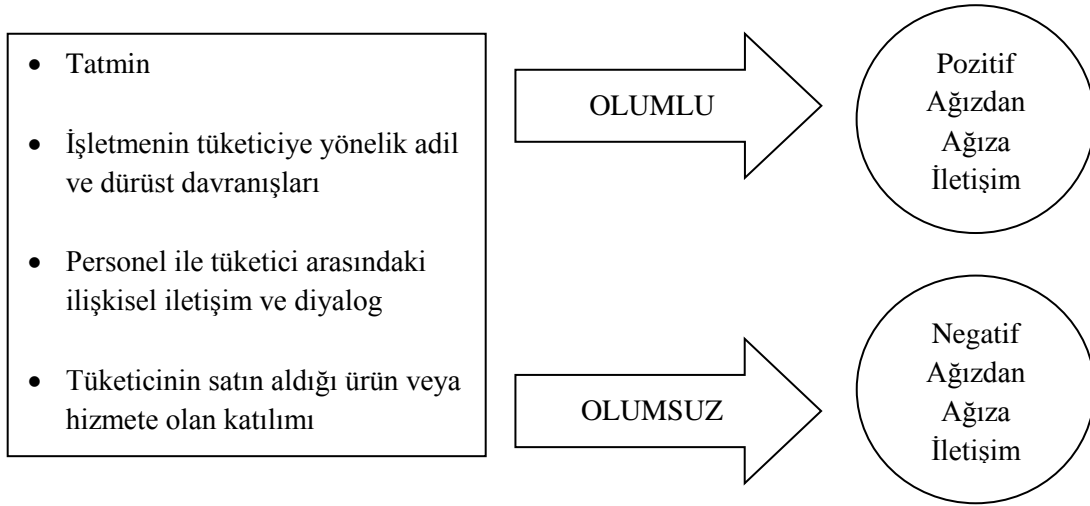 • Tatmin
• İşletmenin tüketiciye yönelik adil
ve dürüst davranışları
• Personel ile tüketici arasındaki
ilişkisel iletişim ve diyalog
• Tüketicinin satın aldığı ürün veya
hizmete olan katılımı
OLUMLU
Pozitif
Ağızdan
Ağıza
İletişim
OLUMSUZ
Negatif
Ağızdan
Ağıza
İletişim